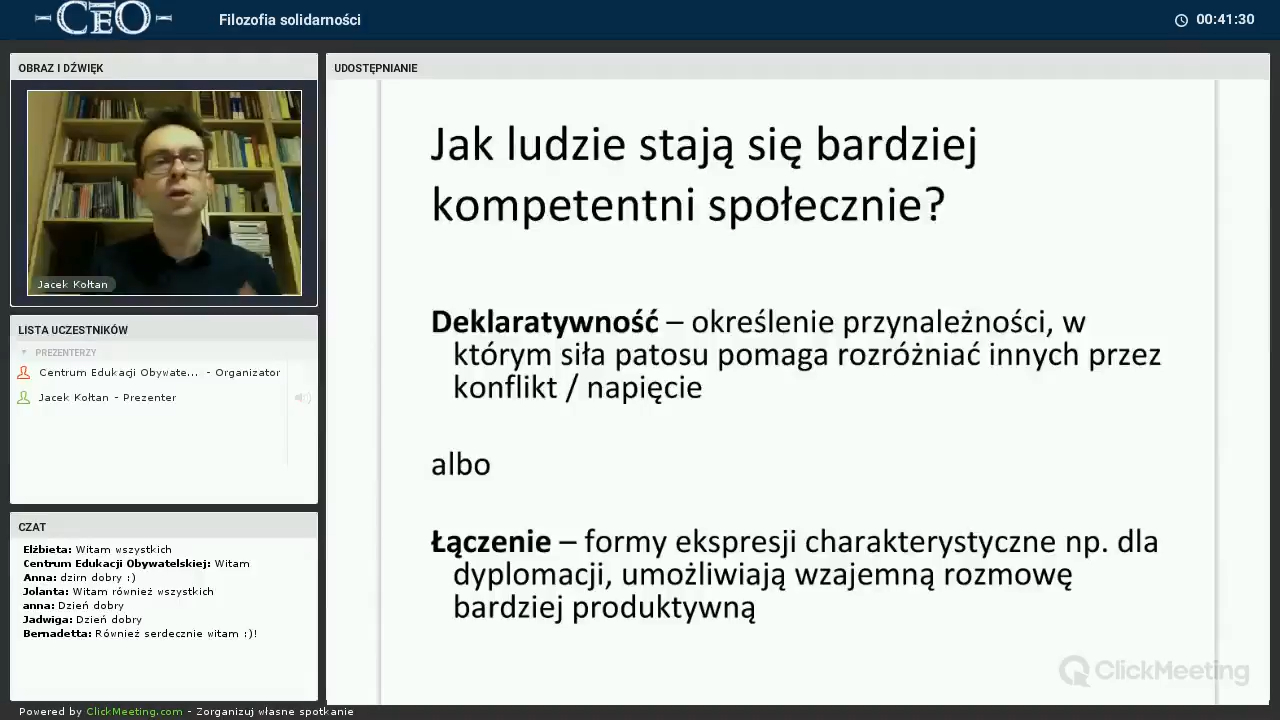 CEO
Filozofia solidarności
00:41:30
OBRAZ I DŹWIĘK
Jacek Kołtan
LISTA UCZESTNIKÓW
PREZENTERZY
Centrum Edukacji Obywate... - Organizator
Jacek Kołtan - Prezenter
CZAT
Elżbieta: Witam wszystkich
Centrum Edukacji Obywatelskiej: Witam
Anna: dzirn dobry :)
Jolanta: Witam również wszystkich
anna: Dzień dobry
Jadwiga: Dzień dobry
Bernadetta: Również serdecznie witam :)!
UDOSTĘPNIANIE
Jak ludzie stają się bardziej
kompetentni społecznie?
Deklaratywność – określenie przynależności, w
którym siła patosu pomaga rozróżniać innych przez
konflikt / napięcie
albo
Łączenie – formy ekspresji charakterystyczne np. dla
dyplomacji, umożliwiają wzajemną rozmowę
bardziej produktywną
ClickMeeting
Powered by ClickMeeting.com - Zorganizuj własne spotkanie